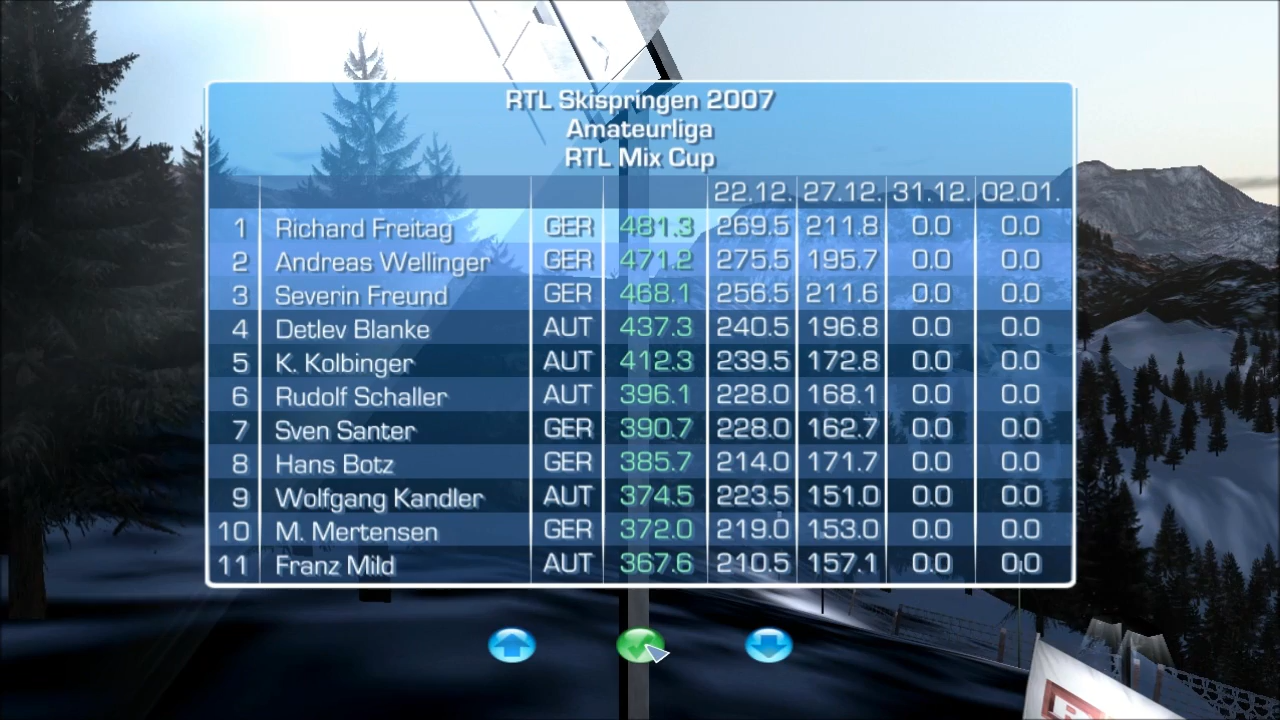 RTL Skispringen 2007
Amateurliga
RTL Mix Cup
22.12. 27.12. 31.12. 02.01.
1 Richard Freitag GER 481.3 269.5 211.8 0.0 0.0
2 Andreas Wellinger GER 471.2 275.5 195.7 0.0 0.0
3 Severin Freund GER 468.1 256.5 211.6 0.0 0.0
4 Detlev Blanke AUT 437.3 240.5 196.8 0.0 0.0
5 K. Kolbinger AUT 412.3 239.5 172.8 0.0 0.0
6 Rudolf Schaller AUT 396.1 228.0 168.1 0.0 0.0
7 Sven Santer GER 390.7 228.0 162.7 0.0 0.0
8 Hans Botz GER 385.7 214.0 171.7 0.0 0.0
9 Wolfgang Kandler AUT 374.5 223.5 151.0 0.0 0.0
10 M. Mertensen GER 372.0 219.0 153.0 0.0 0.0
11 Franz Mild AUT 367.6 210.5 157.1 0.0 0.0